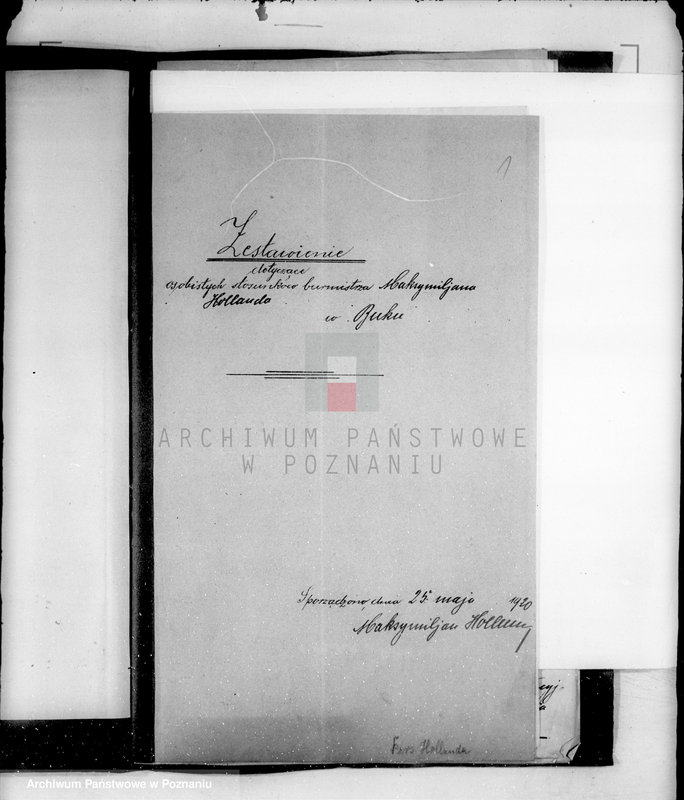 1
Zestawienie
dotyczące
osobistych stosunków burmistrza Maksymiljana
Hollanda
w Buku
ARCHIWUM PAŃSTWOWE
W POZNANIU
Sporządzono, dnia 25. maja 1920
Maksymiljan Holland
Hollanda
Archiwum Państwowe w Poznaniu